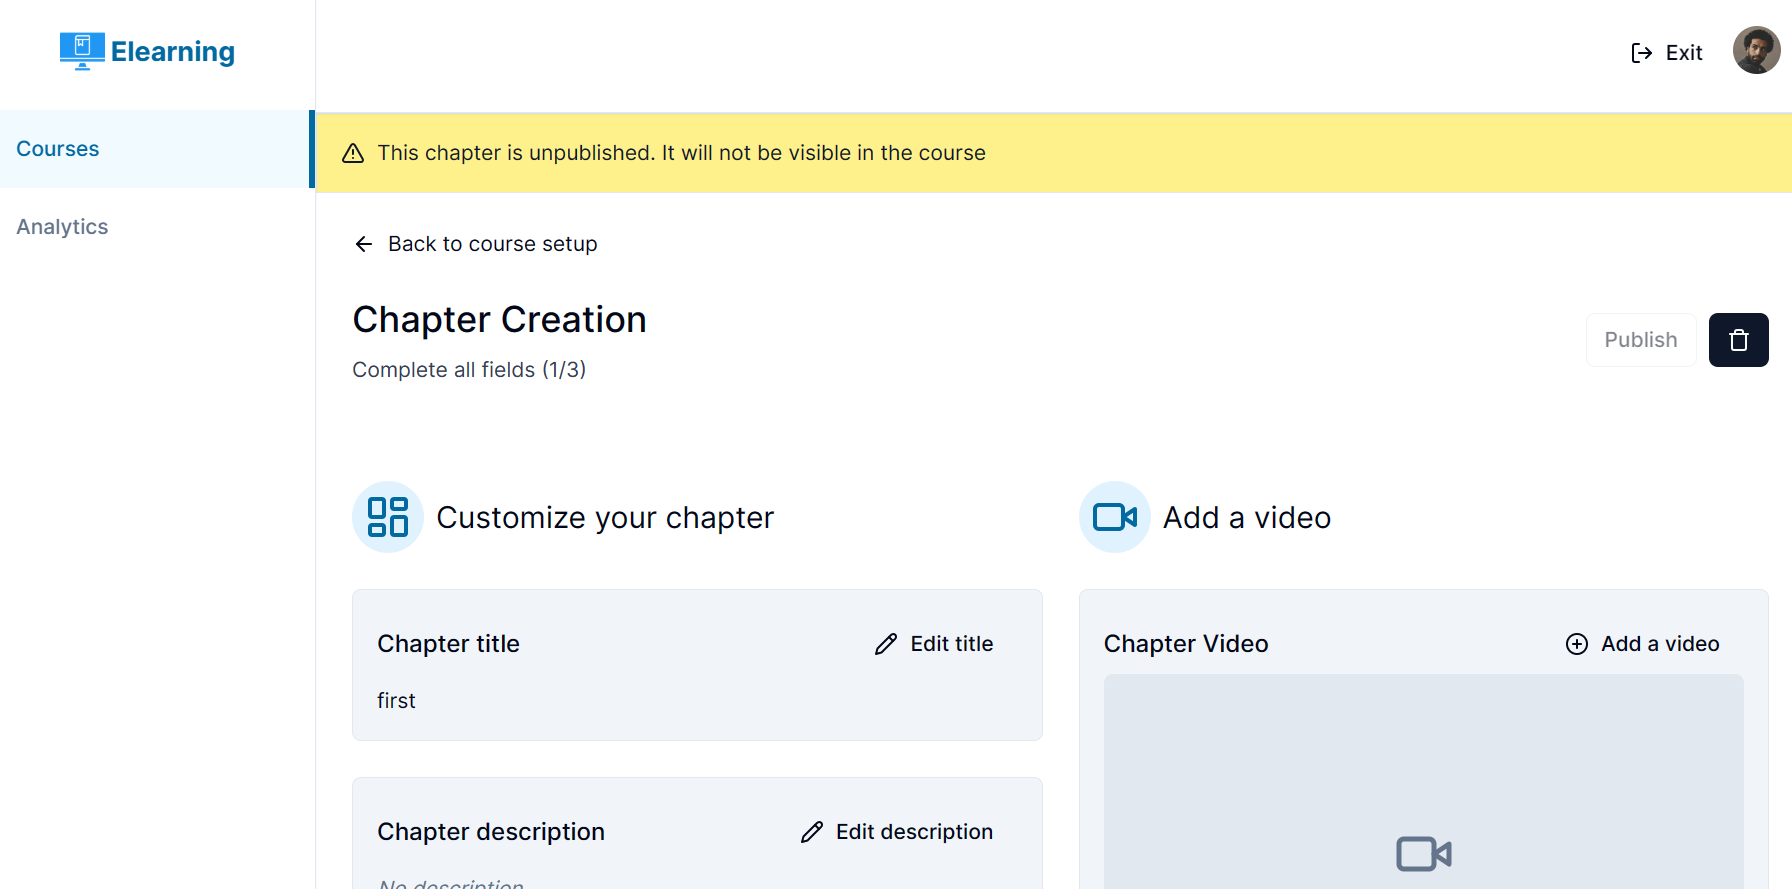 Elearning
Exit
Courses
Analytics
This chapter is unpublished. It will not be visible in the course
Back to course setup
Chapter Creation
Complete all fields (1/3)
Publish
Customize your chapter
Add a video
Chapter title
Edit title
first
Chapter Video
Add a video
Chapter description
Edit description
No description